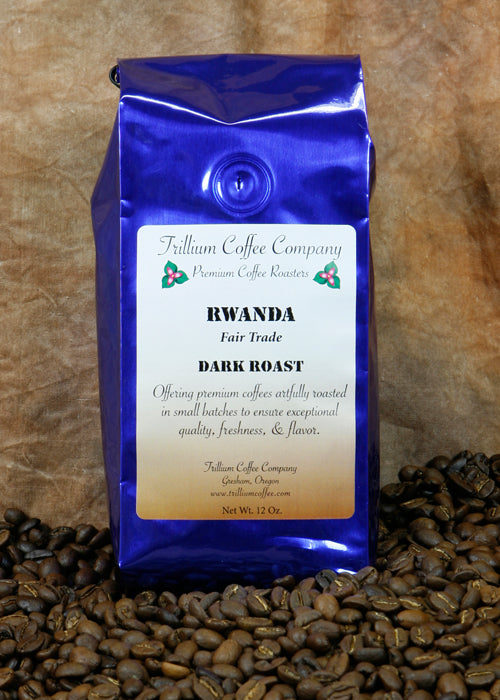 Trillium Coffee Company
Premium Coffee Roasters
RWANDA
Fair Trade
DARK ROAST
Offering premium coffees artfully roasted
in small batches to ensure exceptional
quality, freshness, & flavor.
Trillium Coffee Company
Gresham, Oregon
www.trilliumcoffee.com
Net Wt. 12 Oz.